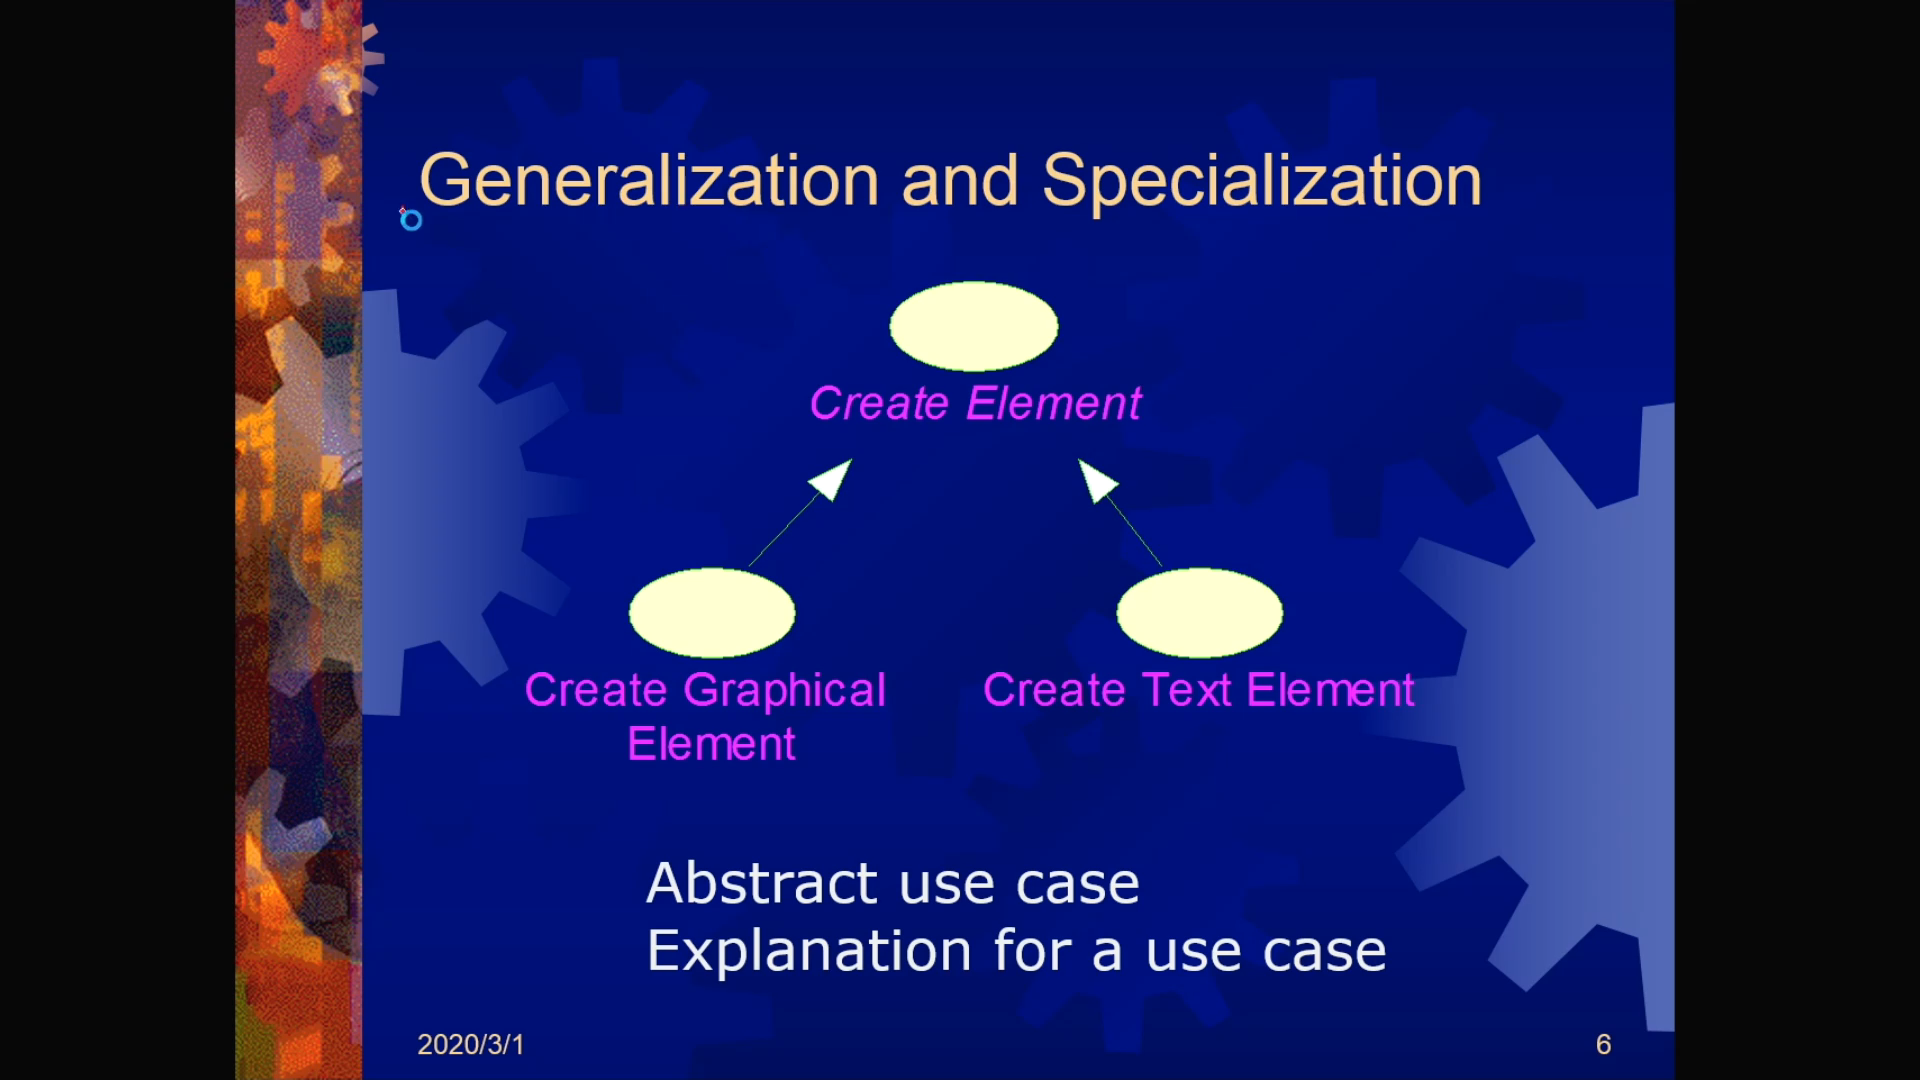 Generalization and Specialization
Create Element
Create Graphical
Element
Create Text Element
Abstract use case
Explanation for a use case
2020/3/1
6